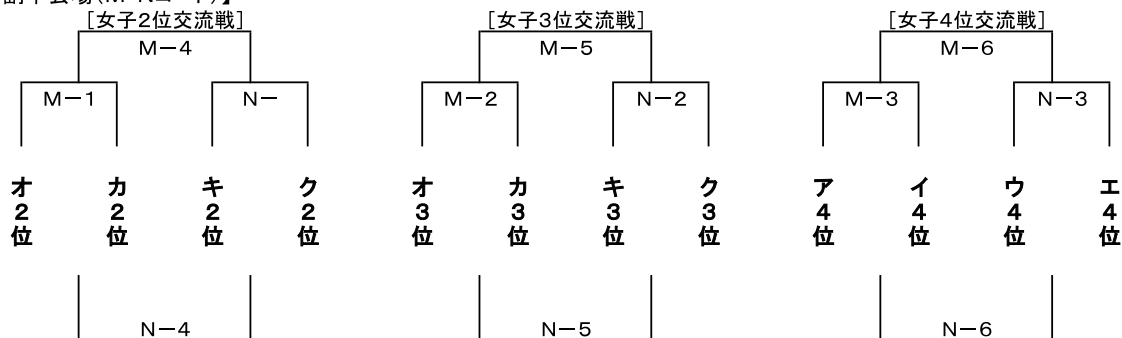 [女子2位交流戦] [女子3位交流戦] [女子4位交流戦]
M-4 M-5 M-6
M-1 N- M-2 N-2 M-3 N-3
オ2位 カ2位 キ2位 ク2位 オ3位 カ3位 キ3位 ク3位 ア4位 イ4位 ウ4位 エ4位
N-4 N-5 N-6